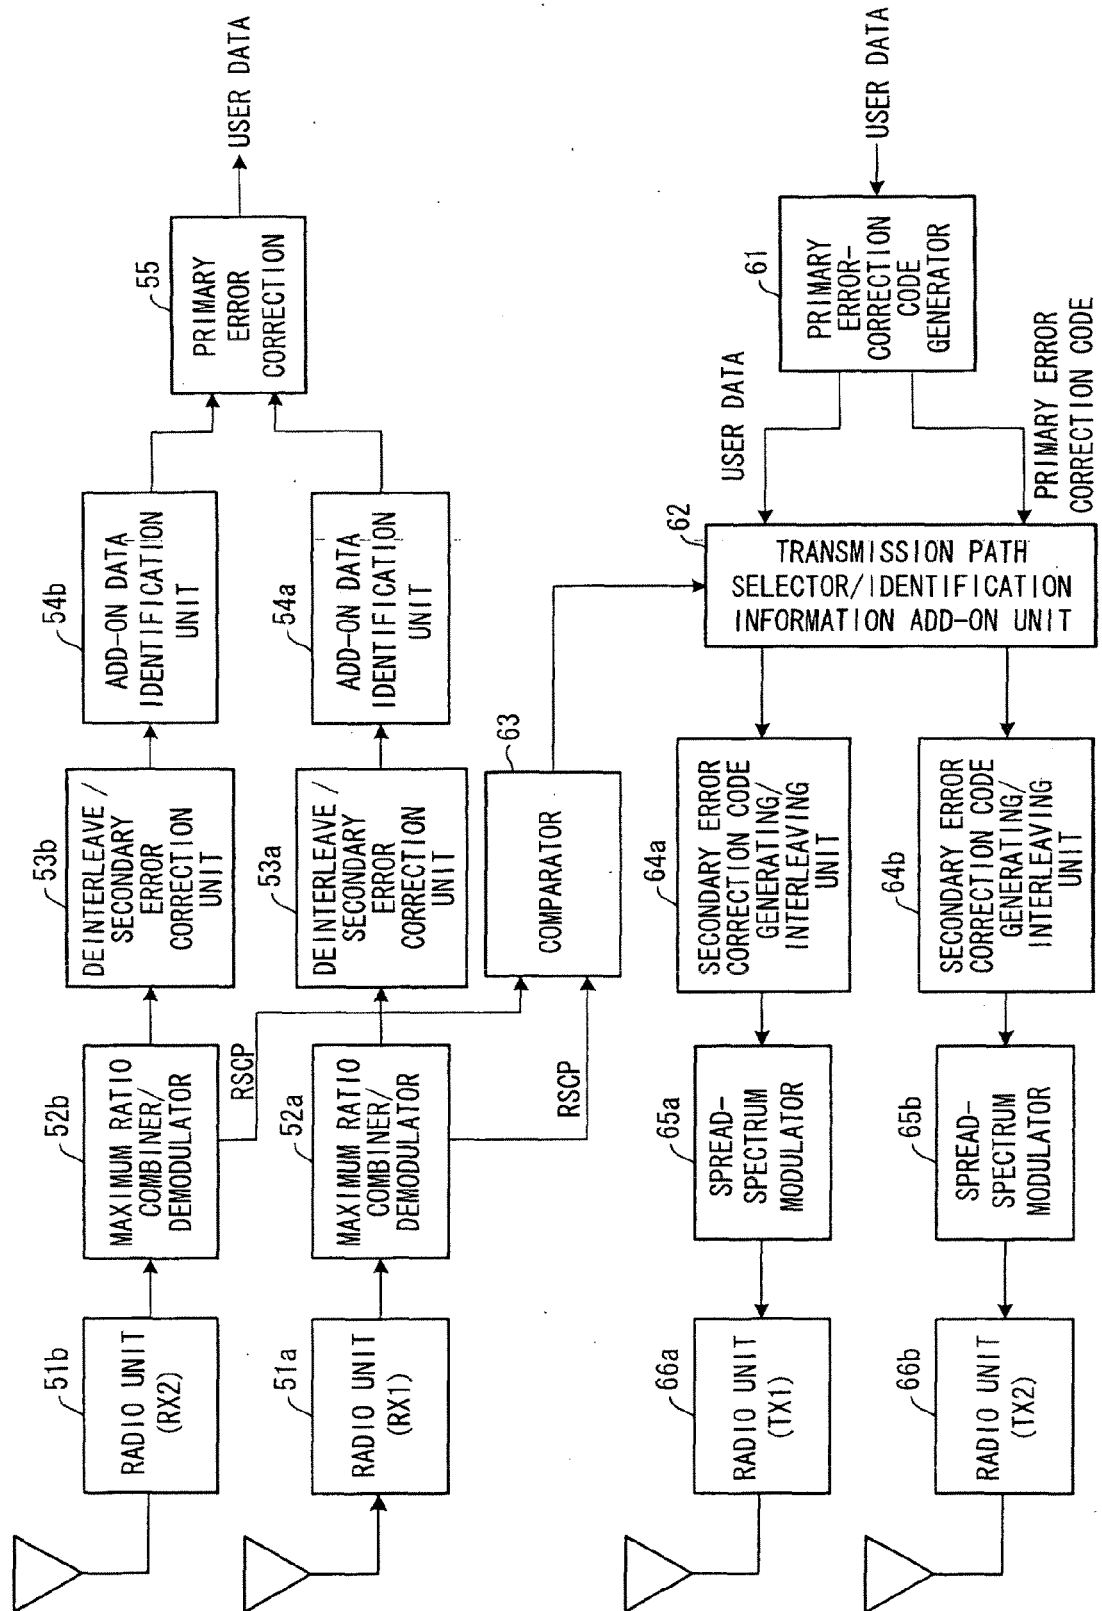 51b
RADIO UNIT
(RX2)
52b
MAXIMUM RATIO
COMBINER/
DEMODULATOR
53b
DEINTERLEAVE/
SECONDARY
ERROR
CORRECTION
UNIT
54b
ADD-ON DATA
IDENTIFICATION
UNIT
55
PRIMARY
ERROR
CORRECTION
USER DATA
RSCP
51a
RADIO UNIT
(RX1)
52a
MAXIMUM RATIO
COMBINER/
DEMODULATOR
53a
DEINTERLEAVE/
SECONDARY
ERROR
CORRECTION
UNIT
54a
ADD-ON DATA
IDENTIFICATION
UNIT
RSCP
63
COMPARATOR
66a
RADIO UNIT
(TX1)
65a
SPREAD-
SPECTRUM
MODULATOR
64a
SECONDARY ERROR
CORRECTION CODE
GENERATING/
INTERLEAVING
UNIT
62
TRANSMISSION PATH
SELECTOR/IDENTIFICATION
INFORMATION ADD-ON UNIT
USER DATA
61
PRIMARY
ERROR-
CORRECTION
CODE
GENERATOR
USER DATA
PRIMARY ERROR
CORRECTION CODE
66b
RADIO UNIT
(TX2)
65b
SPREAD-
SPECTRUM
MODULATOR
64b
SECONDARY ERROR
CORRECTION CODE
GENERATING/
INTERLEAVING
UNIT